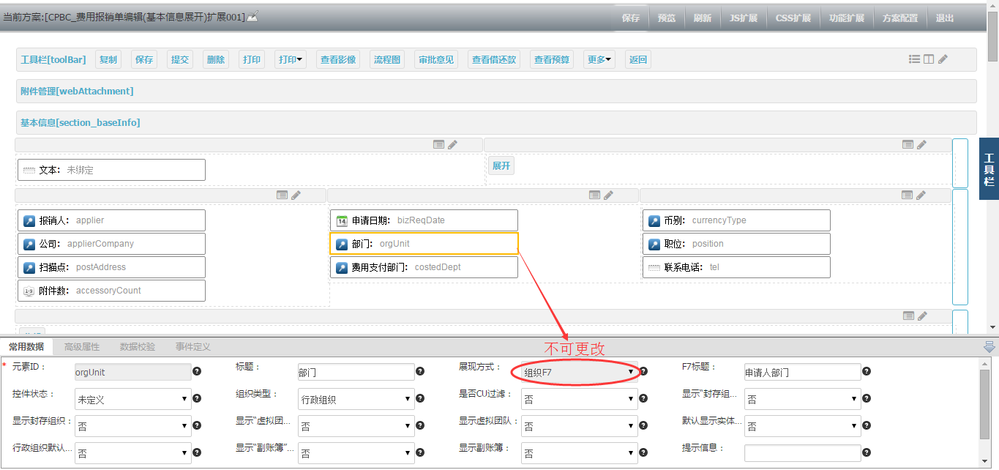 当前方案:[CPBC_费用报销单编辑(基本信息展开)扩展001] 保存 预览 刷新 JS扩展 CSS扩展 功能扩展 方案配置 退出
工具栏[toolBar] 复制 保存 提交 删除 打印 打印 查看影像 流程图 审批意见 查看借还款 查看预算 更多 返回
附件管理[webAttachment]
基本信息[section_baseInfo]
工具栏
文本: 未绑定 展开
报销人: applier 14 申请日期: bizReqDate 币别: currencyType
公司: applierCompany 部门: orgUnit 职位: position
扫描点: postAddress 费用支付部门: costedDept 联系电话: tel
1-9 附件数: accessoryCount
常用数据 高级属性 数据校验 事件定义 不可更改
* 元素ID: orgUnit 标题: 部门 展现方式: 组织F7 F7标题: 申请人部门
控件状态: 未定义 组织类型: 行政组织 是否CU过滤: 否 显示“封存组... 否
显示封存组织: 否 显示“虚拟团... 否 显示虚拟团队: 否 默认显示实体... 否
行政组织默认... 否 显示“副账簿”... 否 显示副账簿: 否 提示信息: